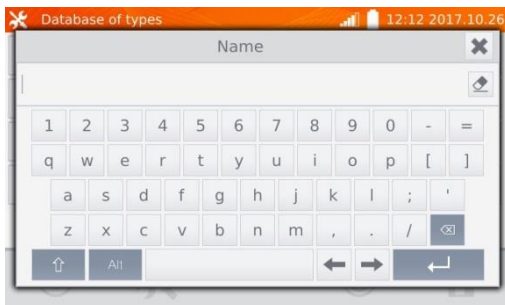 Database of types 12:12 2017.10.26
Name
1 2 3 4 5 6 7 8 9 0 - =
q w e r t y u i o p [ ]
a s d f g h j k l ; '
z x c v b n m , . /
Alt